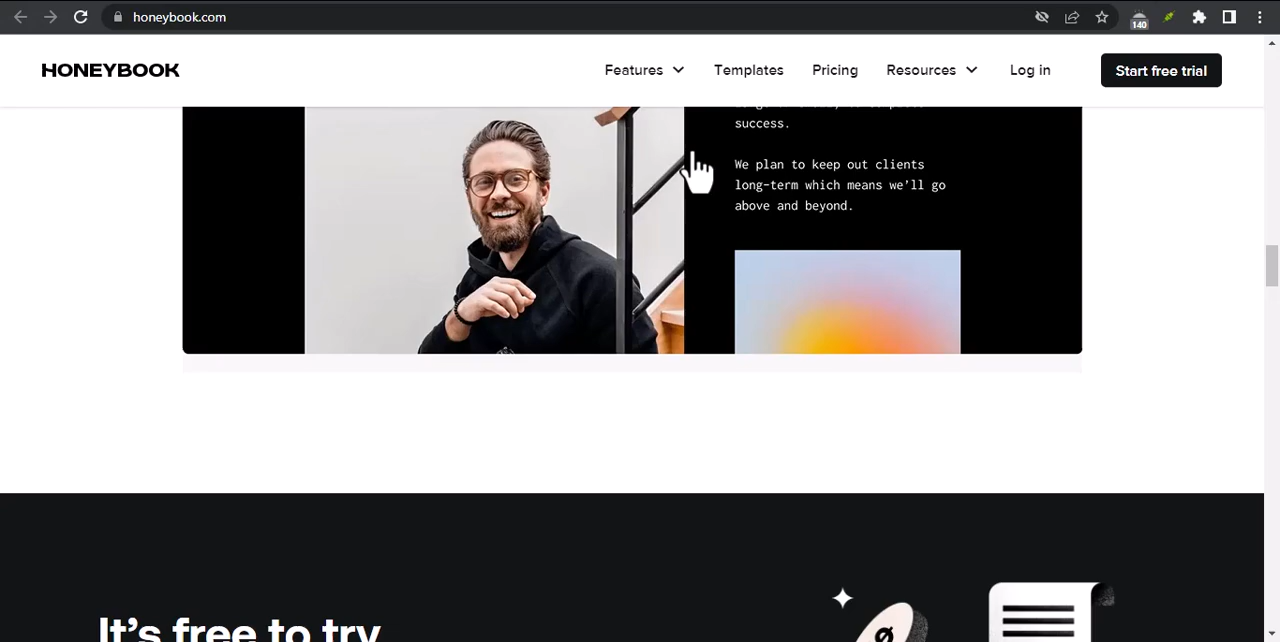 honeybook.com
140
HONEYBOOK
Features
Templates
Pricing
Resources
Log in
Start free trial
success.
We plan to keep out clients
long-term which means we'll go
above and beyond.
It's free to try